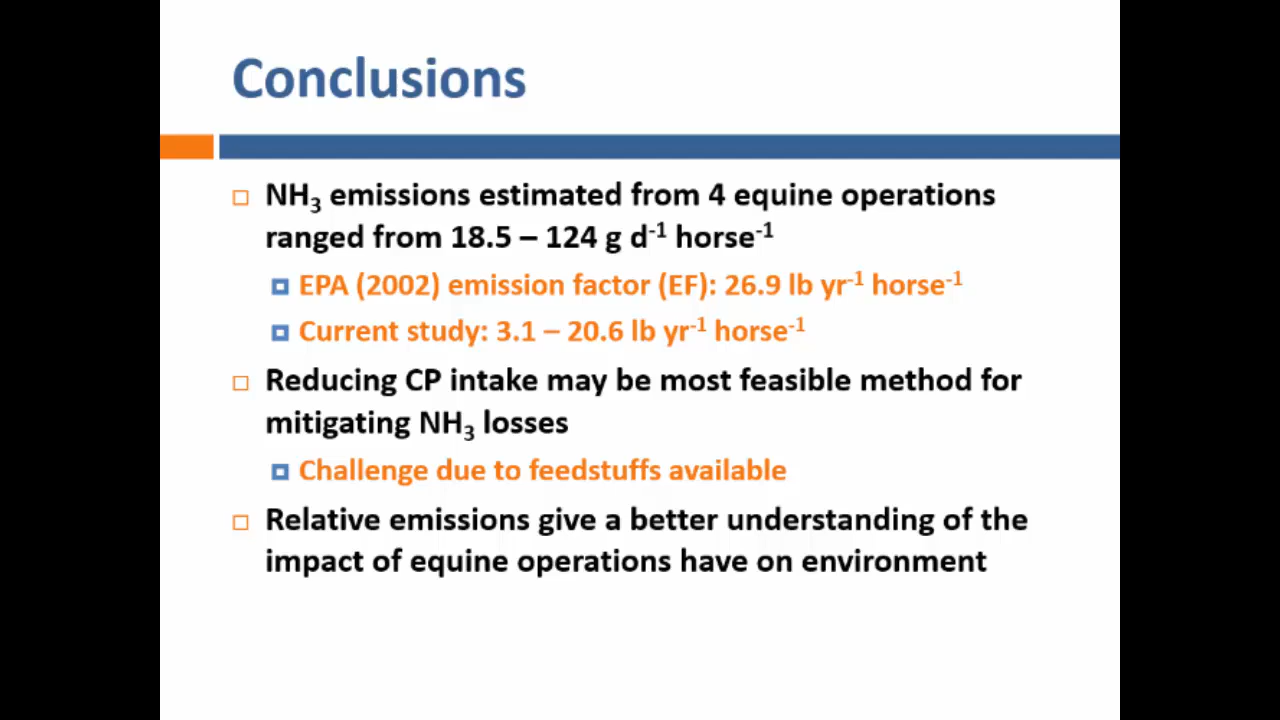 Conclusions
NH₃ emissions estimated from 4 equine operations
ranged from 18.5 – 124 g d⁻¹ horse⁻¹
EPA (2002) emission factor (EF): 26.9 lb yr⁻¹ horse⁻¹
Current study: 3.1 – 20.6 lb yr⁻¹ horse⁻¹
Reducing CP intake may be most feasible method for
mitigating NH₃ losses
Challenge due to feedstuffs available
Relative emissions give a better understanding of the
impact of equine operations have on environment